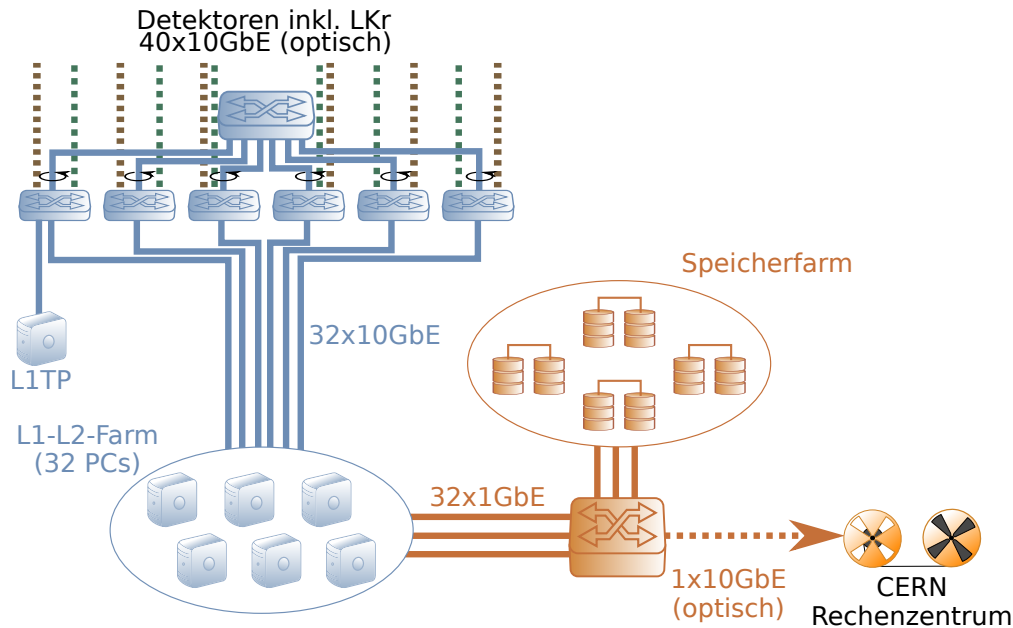 Detektoren inkl. LKr
40x10GbE (optisch)
Speicherfarm
32x10GbE
L1TP
L1-L2-Farm
(32 PCs)
32x1GbE
1x10GbE
(optisch)
CERN
Rechenzentrum